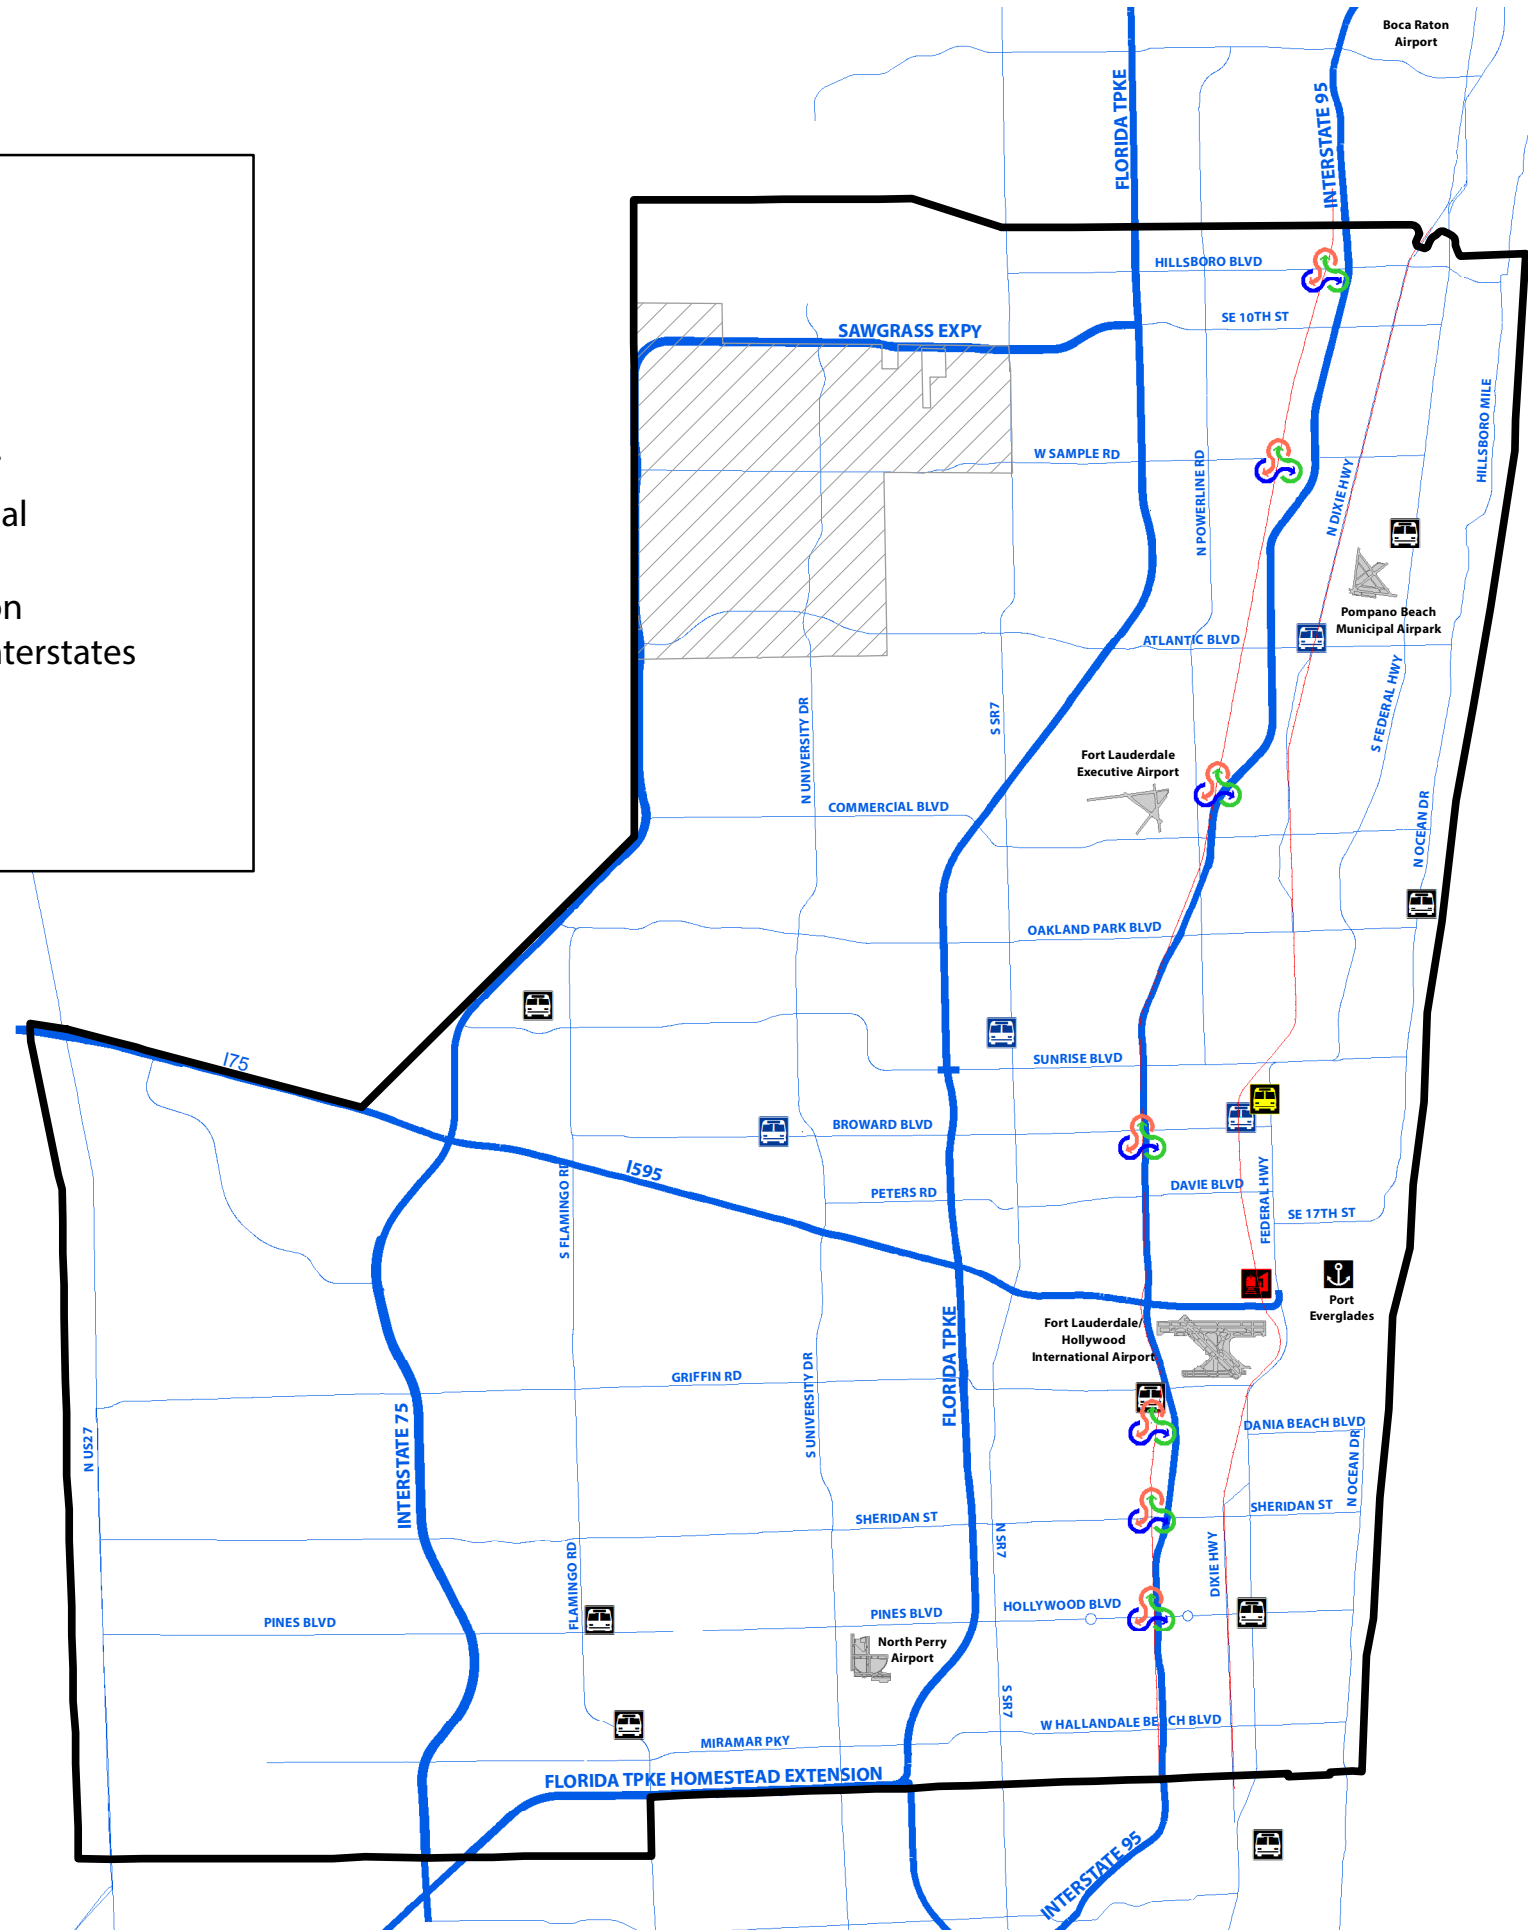 Boca Raton
Airport
FLORIDA TPKE
INTERSTATE 95
HILLSBORO BLVD
SE 10TH ST
SAWGRASS EXPY
HILLSBORO MILE
W SAMPLE RD
N POWERLINE RD
N DIXIE HWY
al
on
nterstates
Pompano Beach
Municipal Airpark
ATLANTIC BLVD
S FEDERAL HWY
N UNIVERSITY DR
S SR7
Fort Lauderdale
Executive Airport
COMMERCIAL BLVD
N OCEAN DR
OAKLAND PARK BLVD
I75
SUNRISE BLVD
BROWARD BLVD
I595
S FLAMINGO RD
PETERS RD
DAVIE BLVD
FEDERAL HWY
SE 17TH ST
Port
Everglades
Fort Lauderdale/
Hollywood
International Airport
FLORIDA TPKE
GRIFFIN RD
S UNIVERSITY DR
DANIA BEACH BLVD
N US27
INTERSTATE 75
N OCEAN DR
SHERIDAN ST
SHERIDAN ST
N SR7
DIXIE HWY
FLAMINGO RD
PINES BLVD
PINES BLVD
HOLLYWOOD BLVD
North Perry
Airport
S SR7
W HALLANDALE BEACH BLVD
MIRAMAR PKY
FLORIDA TPKE HOMESTEAD EXTENSION
INTERSTATE 95